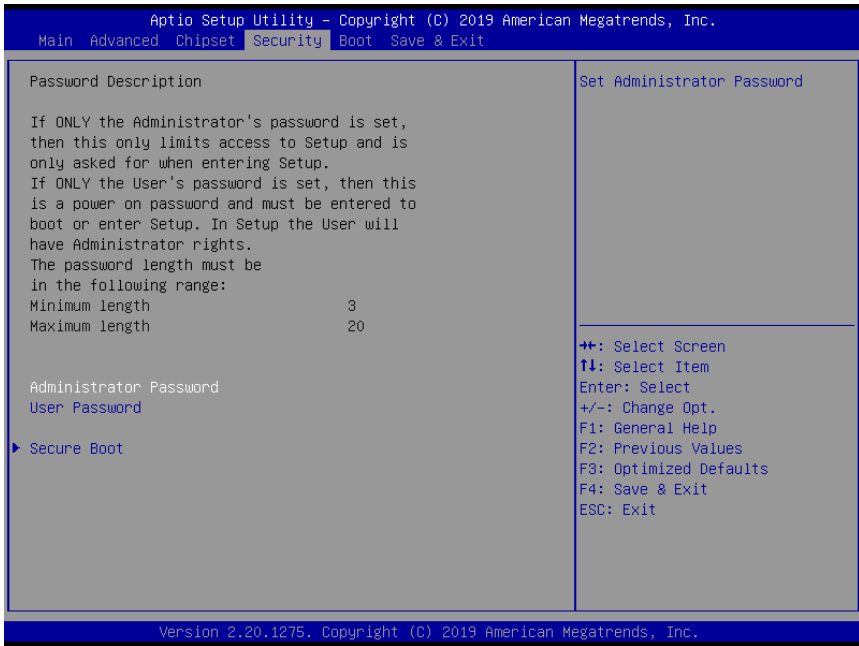 Aptio Setup Utility – Copyright (C) 2019 American Megatrends, Inc.
Main Advanced Chipset Security Boot Save & Exit
Password Description
If ONLY the Administrator's password is set,
then this only limits access to Setup and is
only asked for when entering Setup.
If ONLY the User's password is set, then this
is a power on password and must be entered to
boot or enter Setup. In Setup the User will
have Administrator rights.
The password length must be
in the following range:
Minimum length 3
Maximum length 20
Administrator Password
User Password
Secure Boot
Set Administrator Password
→←: Select Screen
↑↓: Select Item
Enter: Select
+/-: Change Opt.
F1: General Help
F2: Previous Values
F3: Optimized Defaults
F4: Save & Exit
ESC: Exit
Version 2.20.1275. Copyright (C) 2019 American Megatrends, Inc.